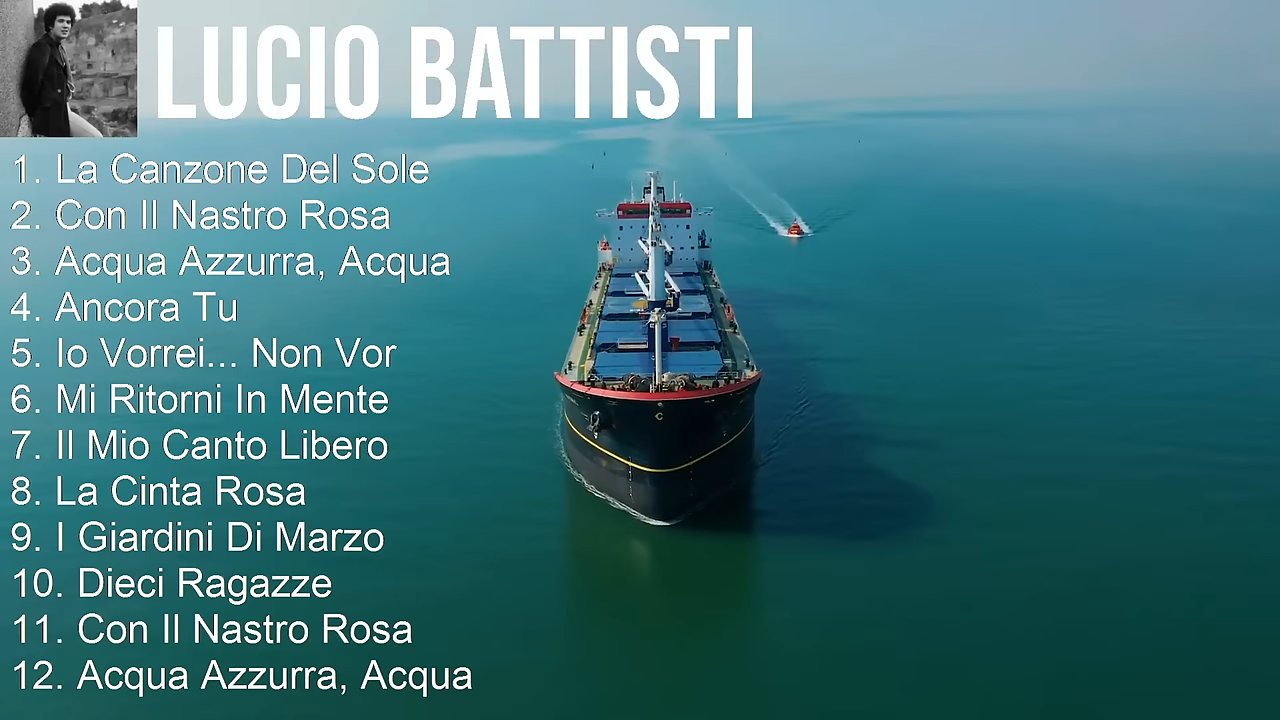 LUCIO BATTISTI
1. La Canzone Del Sole
2. Con Il Nastro Rosa
3. Acqua Azzurra, Acqua
4. Ancora Tu
5. Io Vorrei... Non Vor
6. Mi Ritorni In Mente
7. Il Mio Canto Libero
8. La Cinta Rosa
9. I Giardini Di Marzo
10. Dieci Ragazze
11. Con Il Nastro Rosa
12. Acqua Azzurra, Acqua